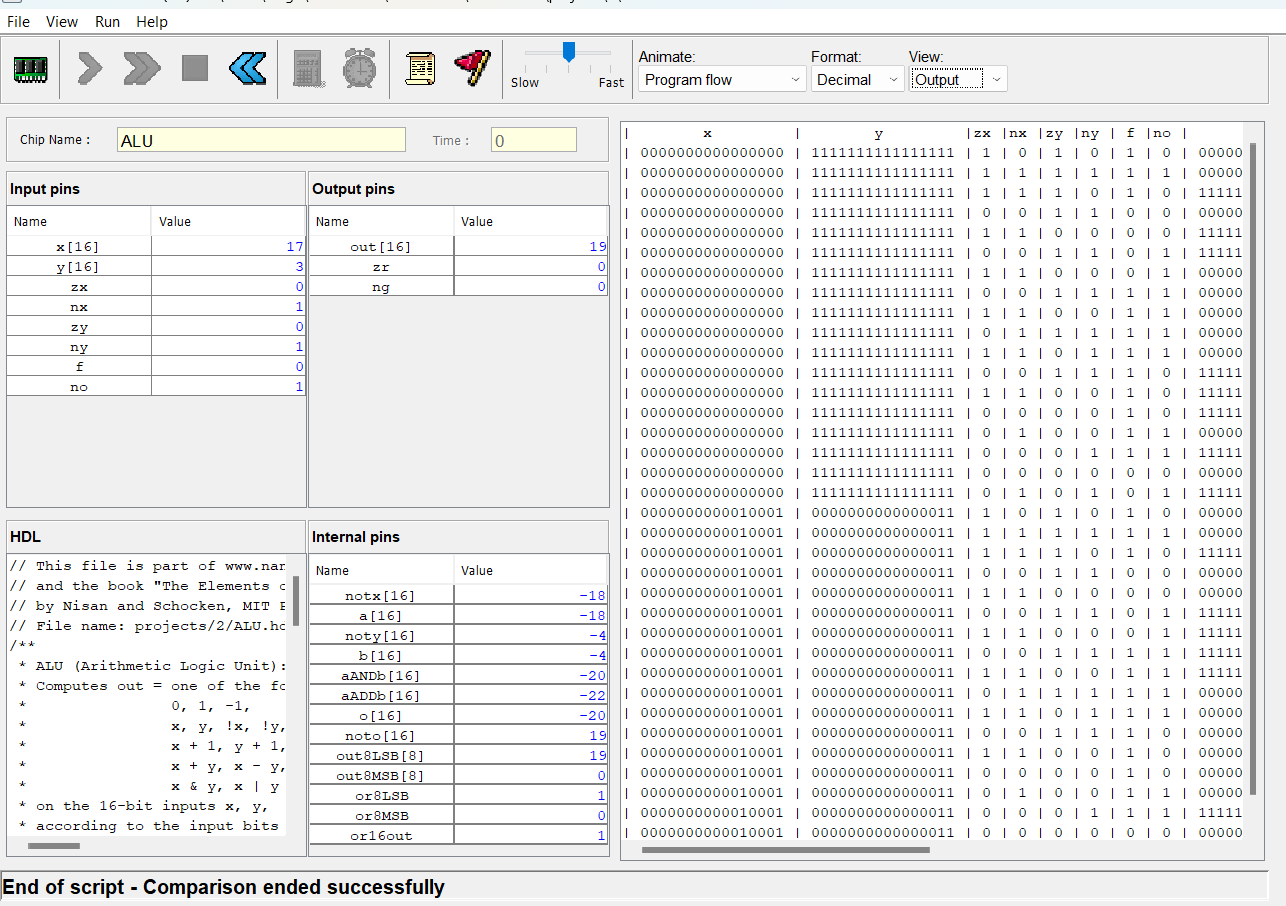 File View Run Help
Animate: Format: View:
Slow Fast Program flow Decimal Output
Chip Name : ALU Time : 0
Input pins
Name Value
x[16] 17
y[16] 3
zx 0
nx 1
zy 0
ny 1
f 0
no 1
Output pins
Name Value
out[16] 19
zr 0
ng 0
HDL
// This file is part of www.nan
// and the book "The Elements o
// by Nisan and Schocken, MIT P
// File name: projects/2/ALU.hd
/**
* ALU (Arithmetic Logic Unit):
* Computes out = one of the fo
* 0, 1, -1,
* x, y, !x, !y,
* x + 1, y + 1,
* x + y, x - y,
* x & y, x | y
* on the 16-bit inputs x, y,
* according to the input bits
Internal pins
Name Value
notx[16] -18
a[16] -18
noty[16] -4
b[16] -4
aANDb[16] -20
aADDb[16] -22
o[16] -20
noto[16] 19
out8LSB[8] 19
out8MSB[8] 0
or8LSB 1
or8MSB 0
or16out 1
| x | y |zx |nx |zy |ny | f |no |
| 0000000000000000 | 1111111111111111 | 1 | 0 | 1 | 0 | 1 | 0 | 00000
| 0000000000000000 | 1111111111111111 | 1 | 1 | 1 | 1 | 1 | 1 | 00000
| 0000000000000000 | 1111111111111111 | 1 | 1 | 1 | 0 | 1 | 0 | 11111
| 0000000000000000 | 1111111111111111 | 0 | 0 | 1 | 1 | 0 | 0 | 00000
| 0000000000000000 | 1111111111111111 | 1 | 1 | 0 | 0 | 0 | 0 | 11111
| 0000000000000000 | 1111111111111111 | 0 | 0 | 1 | 1 | 0 | 1 | 11111
| 0000000000000000 | 1111111111111111 | 1 | 1 | 0 | 0 | 0 | 1 | 00000
| 0000000000000000 | 1111111111111111 | 0 | 0 | 1 | 1 | 1 | 1 | 00000
| 0000000000000000 | 1111111111111111 | 1 | 1 | 0 | 0 | 1 | 1 | 00000
| 0000000000000000 | 1111111111111111 | 0 | 1 | 1 | 1 | 1 | 1 | 00000
| 0000000000000000 | 1111111111111111 | 1 | 1 | 0 | 1 | 1 | 1 | 00000
| 0000000000000000 | 1111111111111111 | 0 | 0 | 1 | 1 | 1 | 0 | 11111
| 0000000000000000 | 1111111111111111 | 1 | 1 | 0 | 0 | 1 | 0 | 11111
| 0000000000000000 | 1111111111111111 | 0 | 0 | 0 | 0 | 1 | 0 | 11111
| 0000000000000000 | 1111111111111111 | 0 | 1 | 0 | 0 | 1 | 1 | 00000
| 0000000000000000 | 1111111111111111 | 0 | 0 | 0 | 1 | 1 | 1 | 11111
| 0000000000000000 | 1111111111111111 | 0 | 0 | 0 | 0 | 0 | 0 | 00000
| 0000000000000000 | 1111111111111111 | 0 | 1 | 0 | 1 | 0 | 1 | 11111
| 0000000000010001 | 0000000000000011 | 1 | 0 | 1 | 0 | 1 | 0 | 00000
| 0000000000010001 | 0000000000000011 | 1 | 1 | 1 | 1 | 1 | 1 | 00000
| 0000000000010001 | 0000000000000011 | 1 | 1 | 1 | 0 | 1 | 0 | 11111
| 0000000000010001 | 0000000000000011 | 0 | 0 | 1 | 1 | 0 | 0 | 00000
| 0000000000010001 | 0000000000000011 | 1 | 1 | 0 | 0 | 0 | 0 | 00000
| 0000000000010001 | 0000000000000011 | 0 | 0 | 1 | 1 | 0 | 1 | 11111
| 0000000000010001 | 0000000000000011 | 1 | 1 | 0 | 0 | 0 | 1 | 11111
| 0000000000010001 | 0000000000000011 | 0 | 0 | 1 | 1 | 1 | 1 | 11111
| 0000000000010001 | 0000000000000011 | 1 | 1 | 0 | 0 | 1 | 1 | 11111
| 0000000000010001 | 0000000000000011 | 0 | 1 | 1 | 1 | 1 | 1 | 00000
| 0000000000010001 | 0000000000000011 | 1 | 1 | 0 | 1 | 1 | 1 | 00000
| 0000000000010001 | 0000000000000011 | 0 | 0 | 1 | 1 | 1 | 0 | 00000
| 0000000000010001 | 0000000000000011 | 1 | 1 | 0 | 0 | 1 | 0 | 00000
| 0000000000010001 | 0000000000000011 | 0 | 0 | 0 | 0 | 1 | 0 | 00000
| 0000000000010001 | 0000000000000011 | 0 | 1 | 0 | 0 | 1 | 1 | 00000
| 0000000000010001 | 0000000000000011 | 0 | 0 | 0 | 1 | 1 | 1 | 11111
| 0000000000010001 | 0000000000000011 | 0 | 0 | 0 | 0 | 0 | 0 | 00000
End of script - Comparison ended successfully